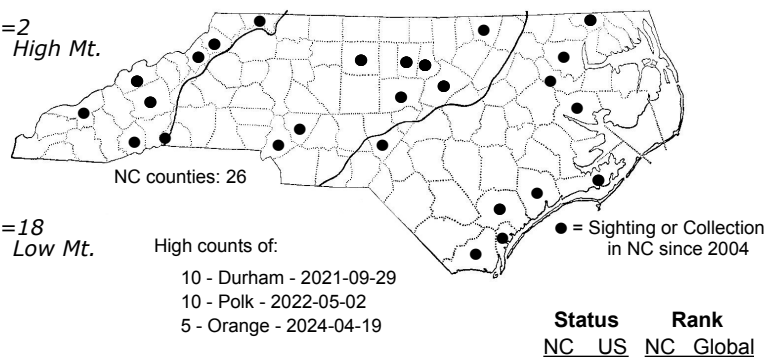 =2
High Mt.
NC counties: 26
=18
Low Mt.
High counts of:
10 - Durham - 2021-09-29
10 - Polk - 2022-05-02
5 - Orange - 2024-04-19
● = Sighting or Collection
in NC since 2004
Status Rank
NC US NC Global